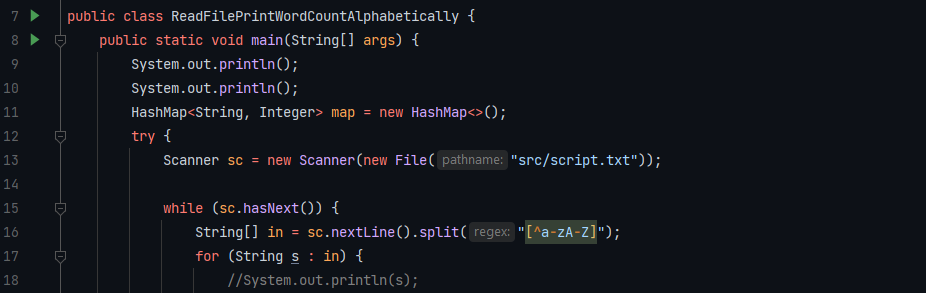 7 public class ReadFilePrintWordCountAlphabetically {
8 public static void main(String[] args) {
9 System.out.println();
10 System.out.println();
11 HashMap<String, Integer> map = new HashMap<>();
12 try {
13 Scanner sc = new Scanner(new File( pathname: "src/script.txt"));
14
15 while (sc.hasNext()) {
16 String[] in = sc.nextLine().split( regex: "[^a-zA-Z]");
17 for (String s : in) {
18 //System.out.println(s);